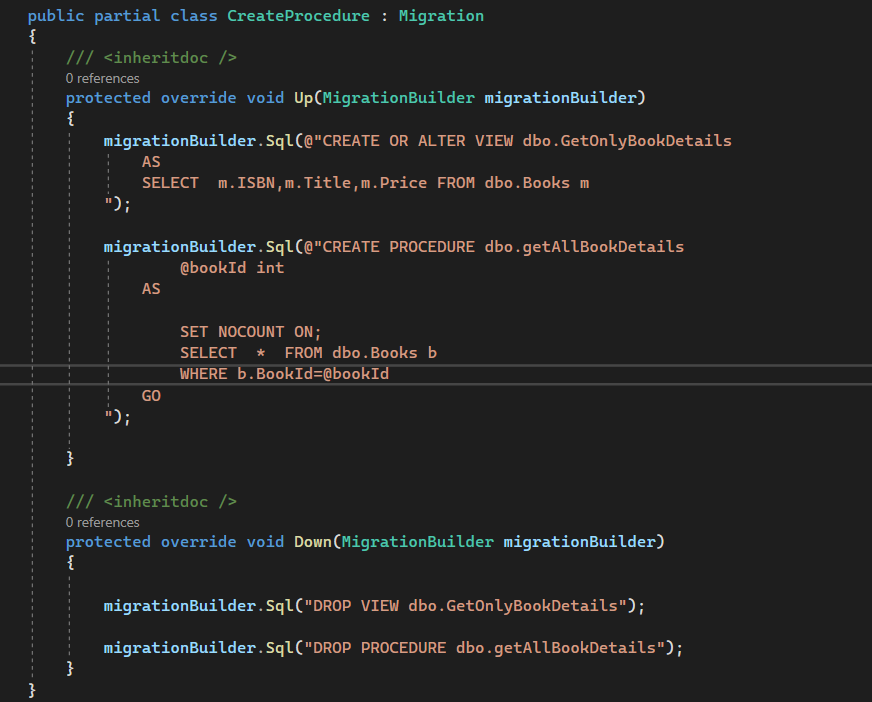 public partial class CreateProcedure : Migration
{
/// <inheritdoc />
0 references
protected override void Up(MigrationBuilder migrationBuilder)
{
migrationBuilder.Sql(@"CREATE OR ALTER VIEW dbo.GetOnlyBookDetails
AS
SELECT  m.ISBN,m.Title,m.Price FROM dbo.Books m
");
migrationBuilder.Sql(@"CREATE PROCEDURE dbo.getAllBookDetails
@bookId int
AS
SET NOCOUNT ON;
SELECT  *  FROM dbo.Books b
WHERE b.BookId=@bookId
GO
");
}
/// <inheritdoc />
0 references
protected override void Down(MigrationBuilder migrationBuilder)
{
migrationBuilder.Sql("DROP VIEW dbo.GetOnlyBookDetails");
migrationBuilder.Sql("DROP PROCEDURE dbo.getAllBookDetails");
}
}